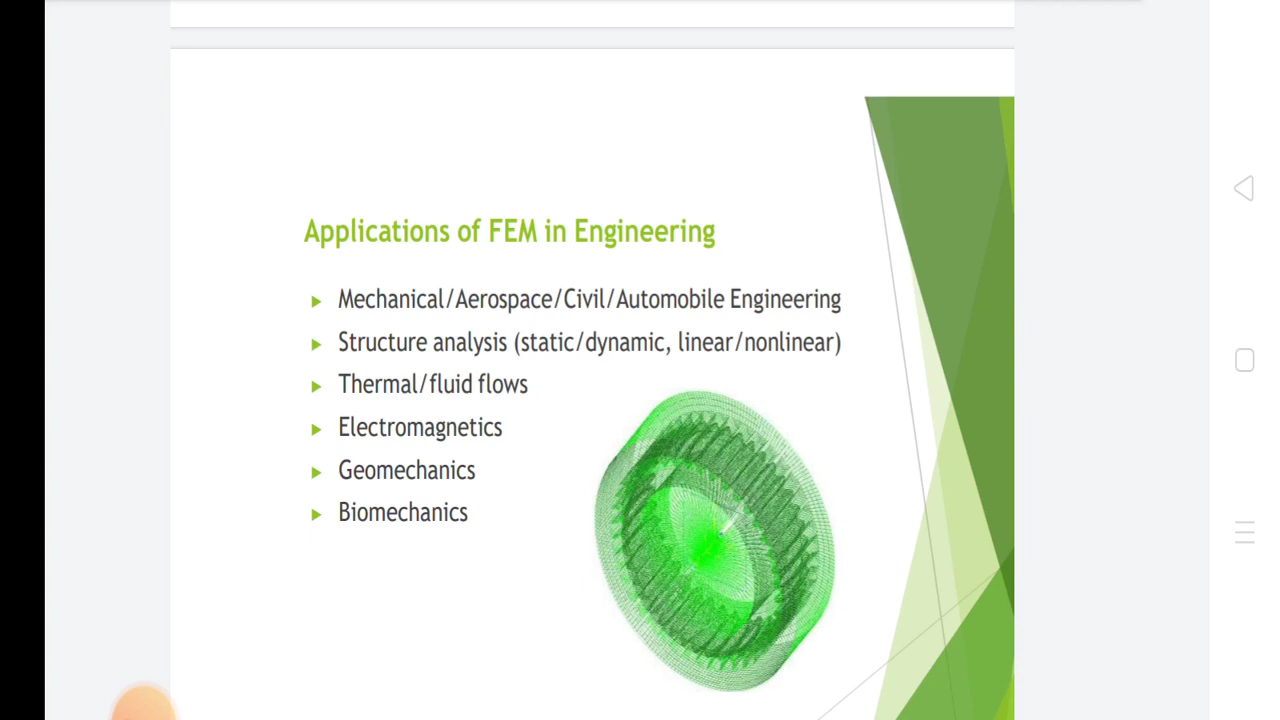 Applications of FEM in Engineering
Mechanical/Aerospace/Civil/Automobile Engineering
Structure analysis (static/dynamic, linear/nonlinear)
Thermal/fluid flows
Electromagnetics
Geomechanics
Biomechanics